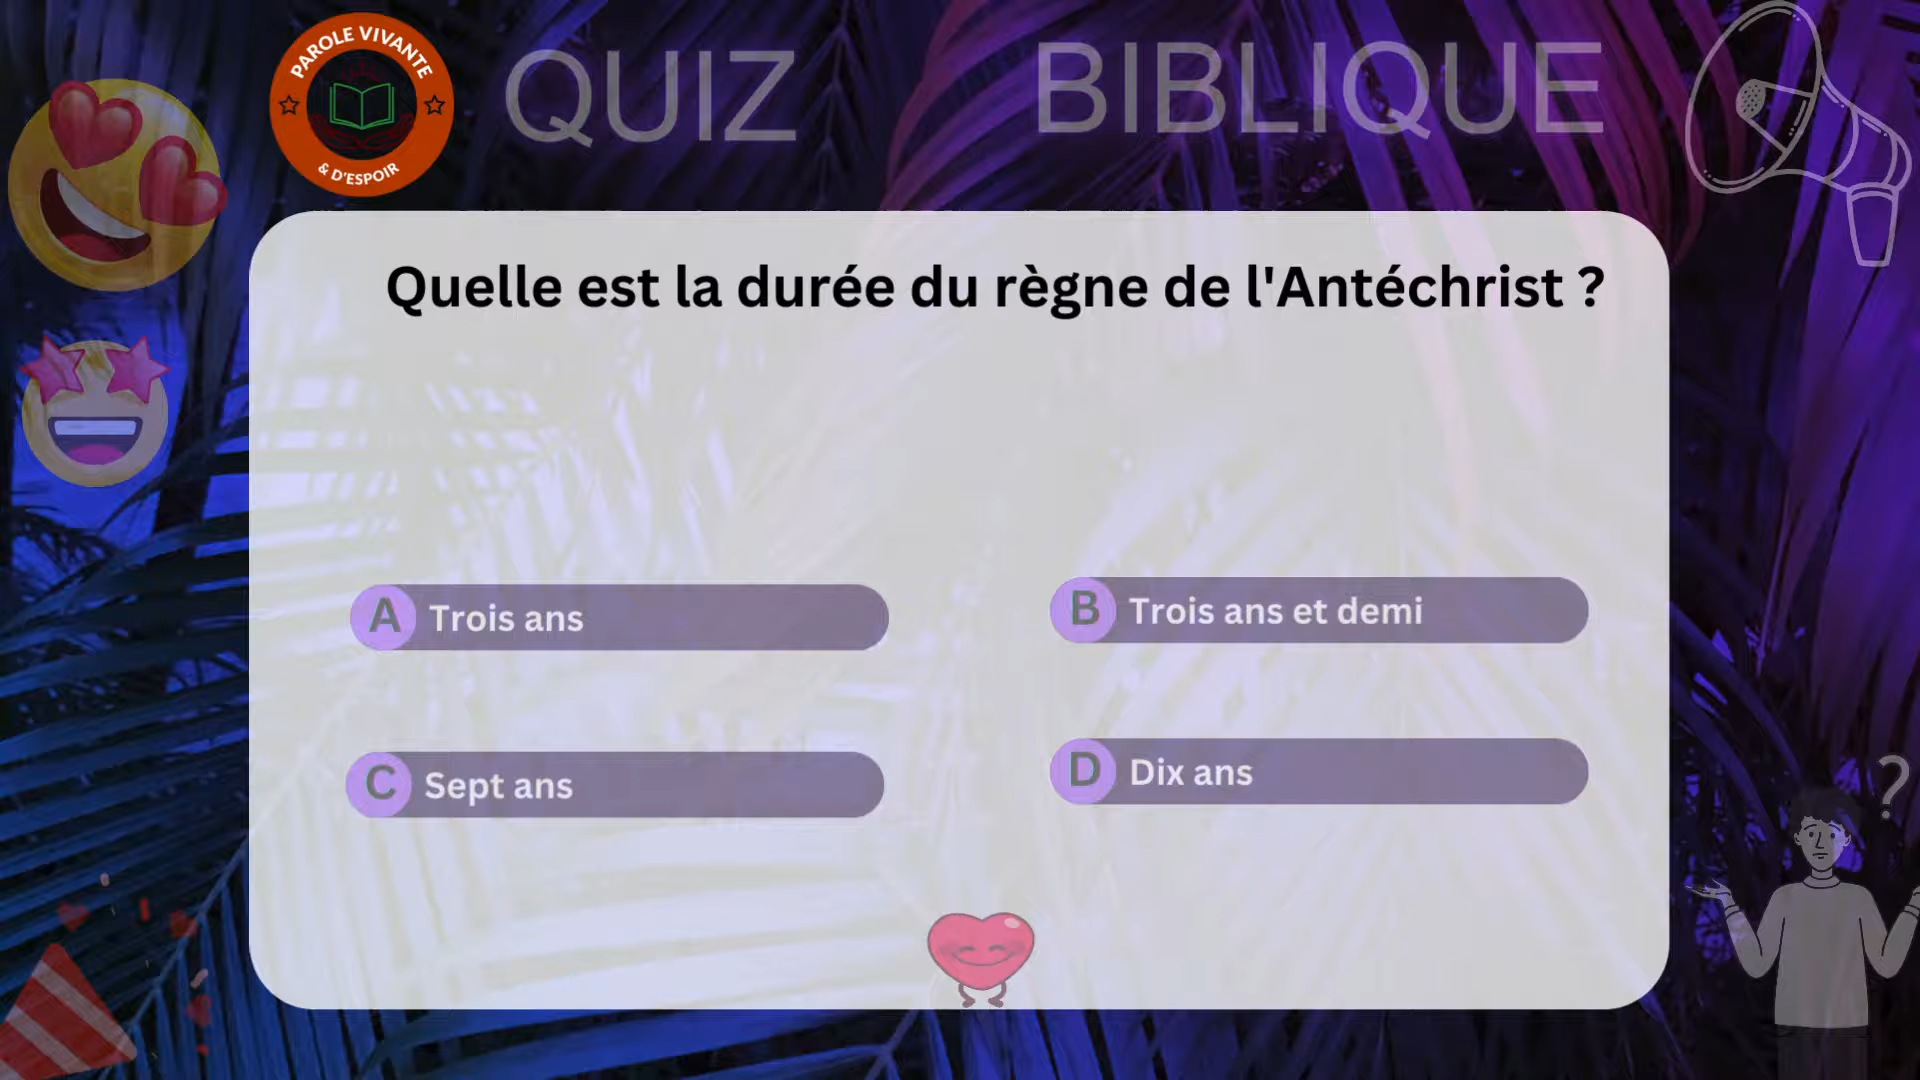 PAROLE VIVANTE
& D'ESPOIR
QUIZ BIBLIQUE
Quelle est la durée du règne de l'Antéchrist ?
A Trois ans
B Trois ans et demi
C Sept ans
D Dix ans
?